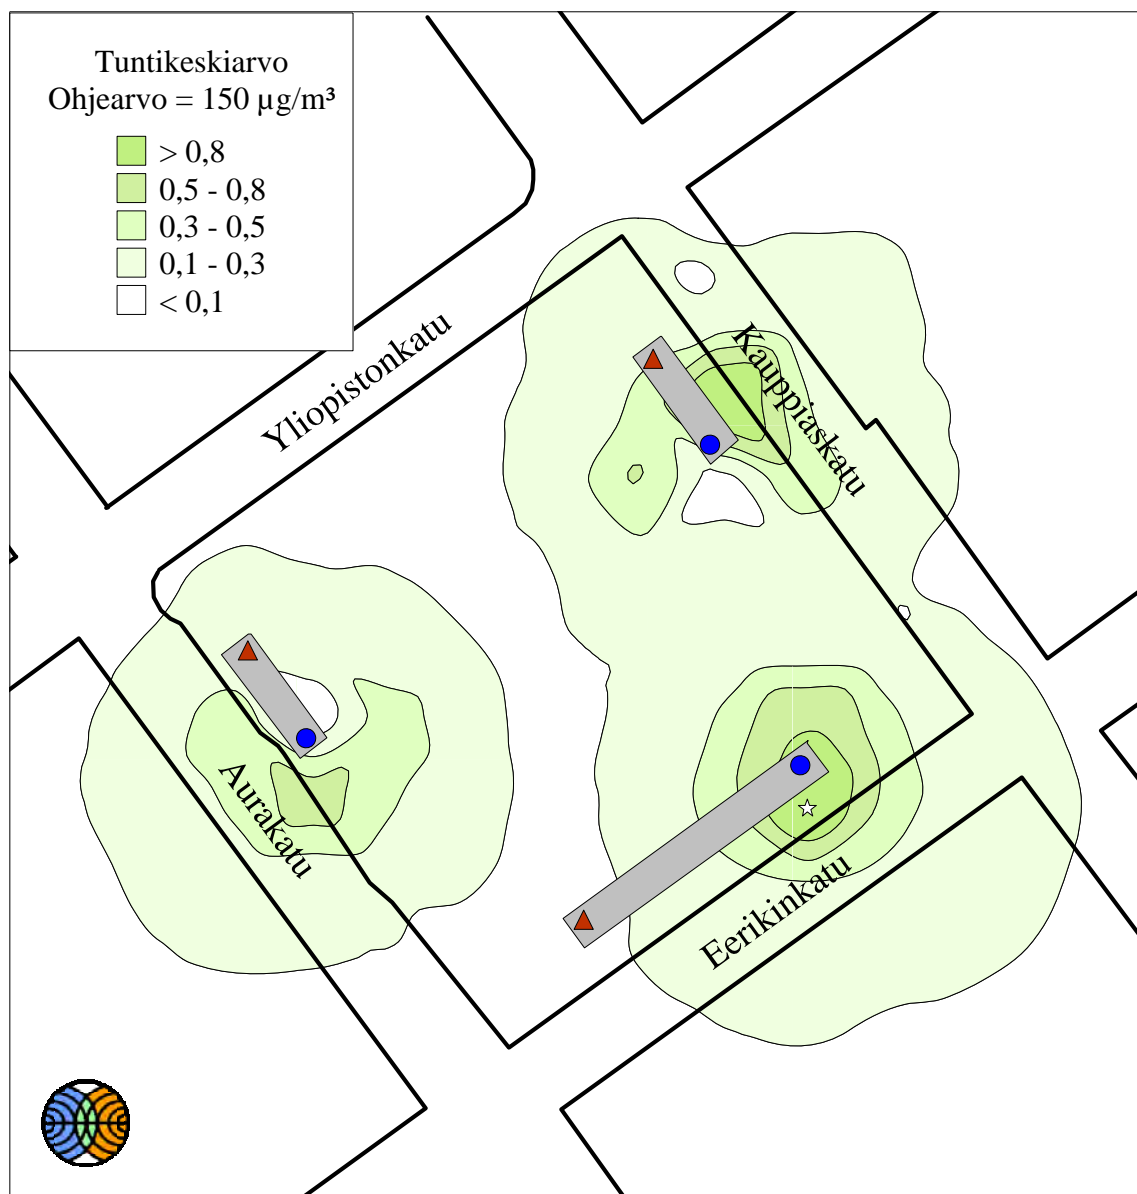 Tuntikeskiarvo
Ohjearvo = 150 µg/m³
> 0,8
0,5 - 0,8
0,3 - 0,5
0,1 - 0,3
< 0,1
Yliopistonkatu
Kauppiaskatu
Aurakatu
Eerikinkatu